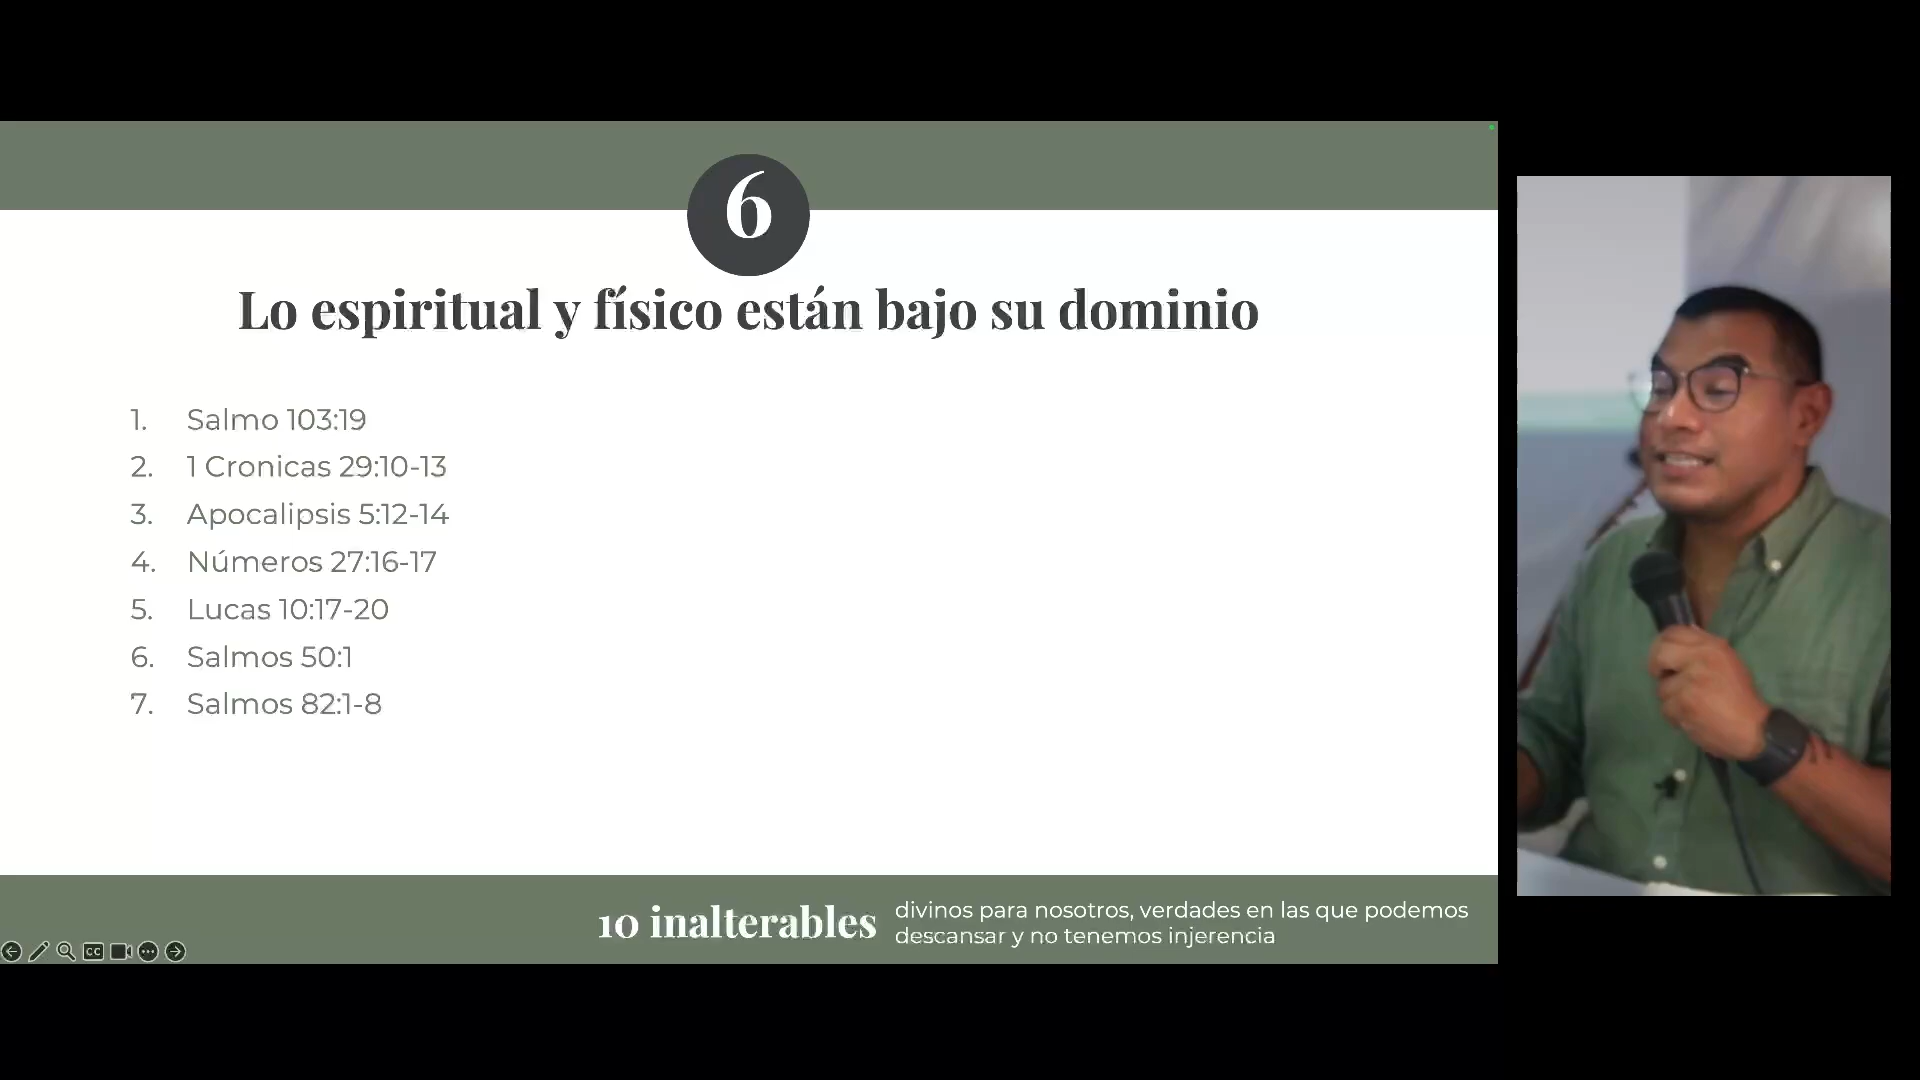 6
Lo espiritual y físico están bajo su dominio
1. Salmo 103:19
2. 1 Cronicas 29:10-13
3. Apocalipsis 5:12-14
4. Números 27:16-17
5. Lucas 10:17-20
6. Salmos 50:1
7. Salmos 82:1-8
10 inalterables
divinos para nosotros, verdades en las que podemos
descansar y no tenemos injerencia
CC